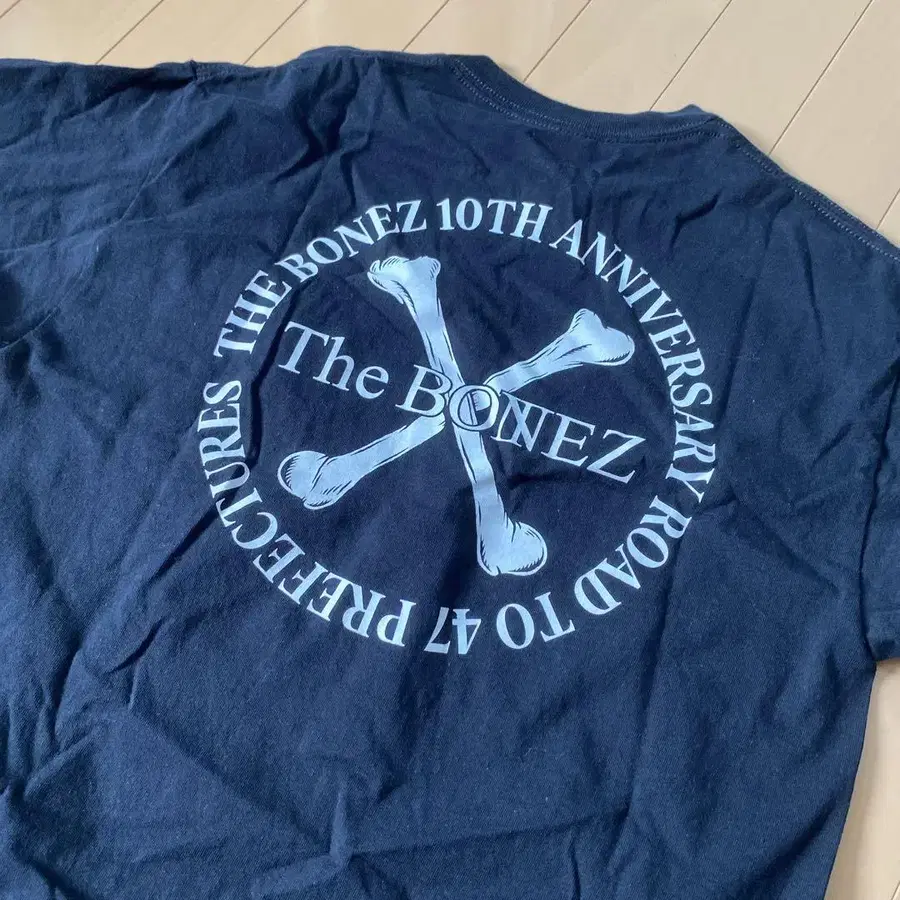 THE BONEZ 10TH ANNIVERSARY ROAD TO 47 PREFECTURES
The BONEZ